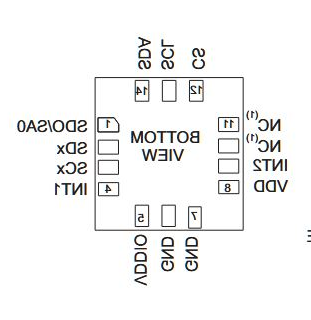 SDA SCL CS
14 12
SDO/SA0 1 11 NC(1)
SDx NC(1)
SCx INT2
BOTTOM
VIEW
INT1 4 8 VDD
5 7
VDDIO GND GND